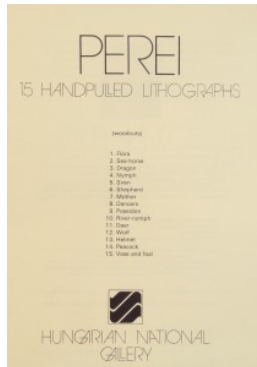 PEREI
15 HANDPULLED LITHOGRAPHS
(woodcuts)
1. Flora
2. Sea-horse
3. Dragon
4. Nymph
5. Siren
6. Shepherd
7. Mother
8. Dancers
9. Poseidon
10. River-nymph
11. Deer
12. Wolf
13. Helmet
14. Peacock
15. Vase and foal
HUNGARIAN NATIONAL
GALLERY